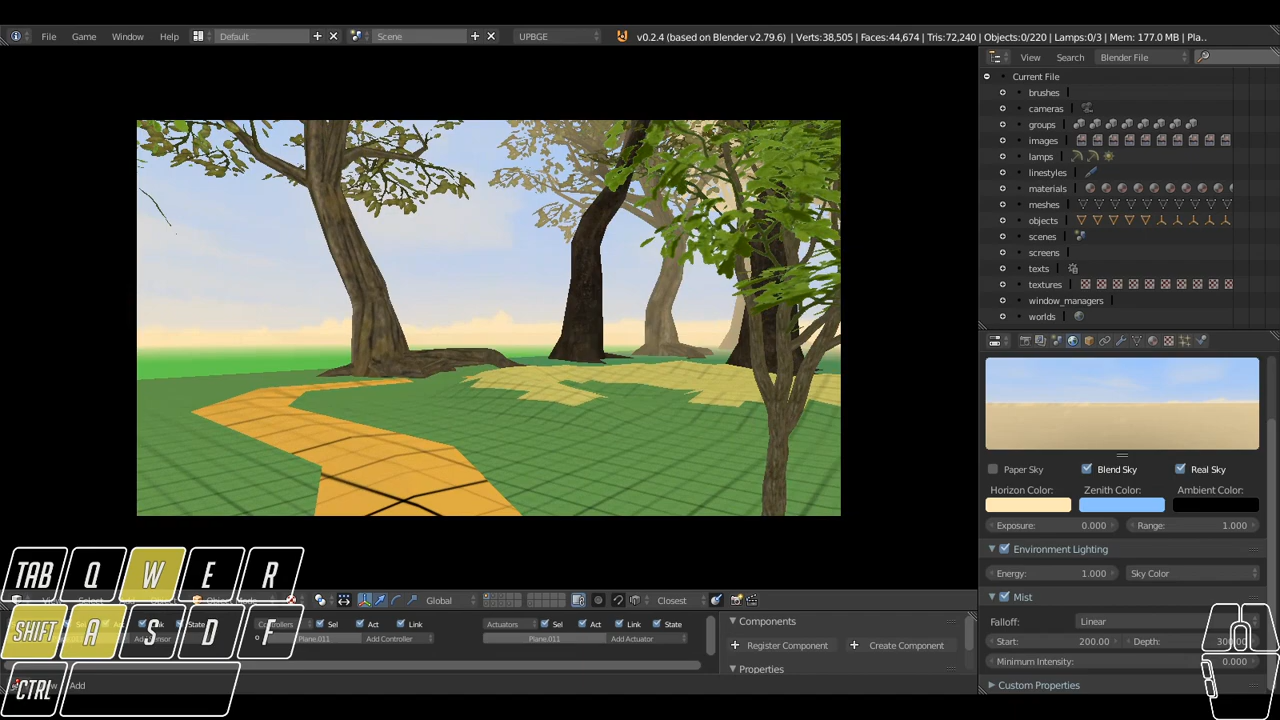 File Game Window Help Default Scene UPBGE v0.2.4 (based on Blender v2.79.6) | Verts:38,505 | Faces:44,674 | Tris:72,240 | Objects:0/220 | Lamps:0/3 | Mem: 177.0 MB | Pla..
View Search Blender File
Current File
brushes
cameras
groups
images
lamps
linestyles
materials
meshes
objects
scenes
screens
texts
textures
window_managers
worlds
Paper Sky Blend Sky Real Sky
Horizon Color: Zenith Color: Ambient Color:
Exposure: 0.000 Range: 1.000
Environment Lighting
Energy: 1.000 Sky Color
Mist
Falloff: Linear
Start: 200.00 Depth:
Minimum Intensity: 0.000
Custom Properties
TAB Q W E R
Global Closest
State Controllers Sel Act Link Actuators Sel Act Link State
Plane.011 Add Controller Plane.011 Add Actuator
Components
Register Component Create Component
Properties
SHIFT A S D F
CTRL
Add